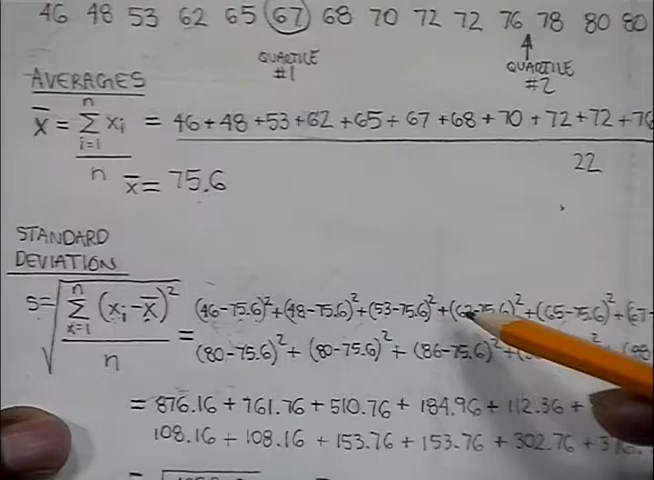 46 48 53 62 65 67 68 70 72 72 76 78 80 80
QUARTILE
#1
QUARTILE
#2
AVERAGES
x̄ = Σ xi = 46+48+53+62+65+67+68+70+72+72+76
n
i=1
n
22
x̄ = 75.6
STANDARD
DEVIATION
s = √ Σ (xi - x̄)² = (46-75.6)²+(48-75.6)²+(53-75.6)²+(62-75.6)²+(65-75.6)²+(67-
n
x=1
n
(80-75.6)²+(80-75.6)²+(86-75.6)²+
= 876.16+761.76+510.76+184.96+112.36+
108.16+108.16+153.76+153.76+302.76+
=